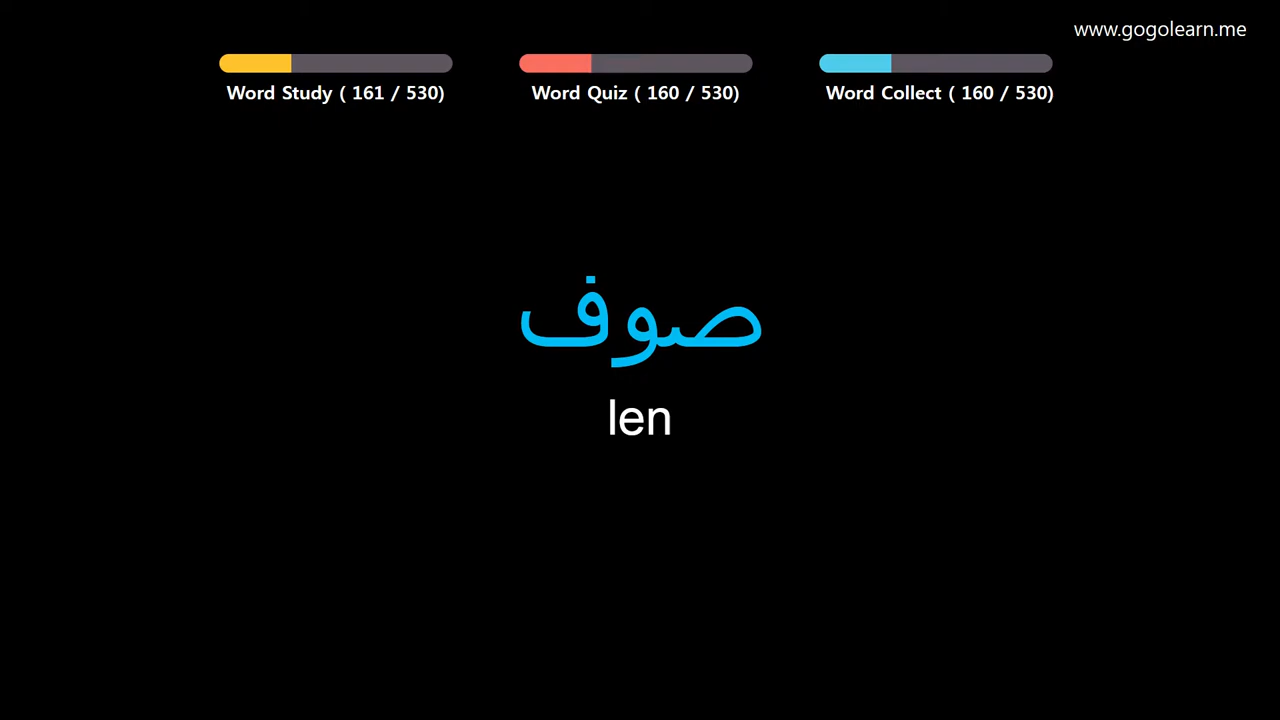 www.gogolearn.me
Word Study ( 161 / 530)
Word Quiz ( 160 / 530)
Word Collect ( 160 / 530)
صوف
len